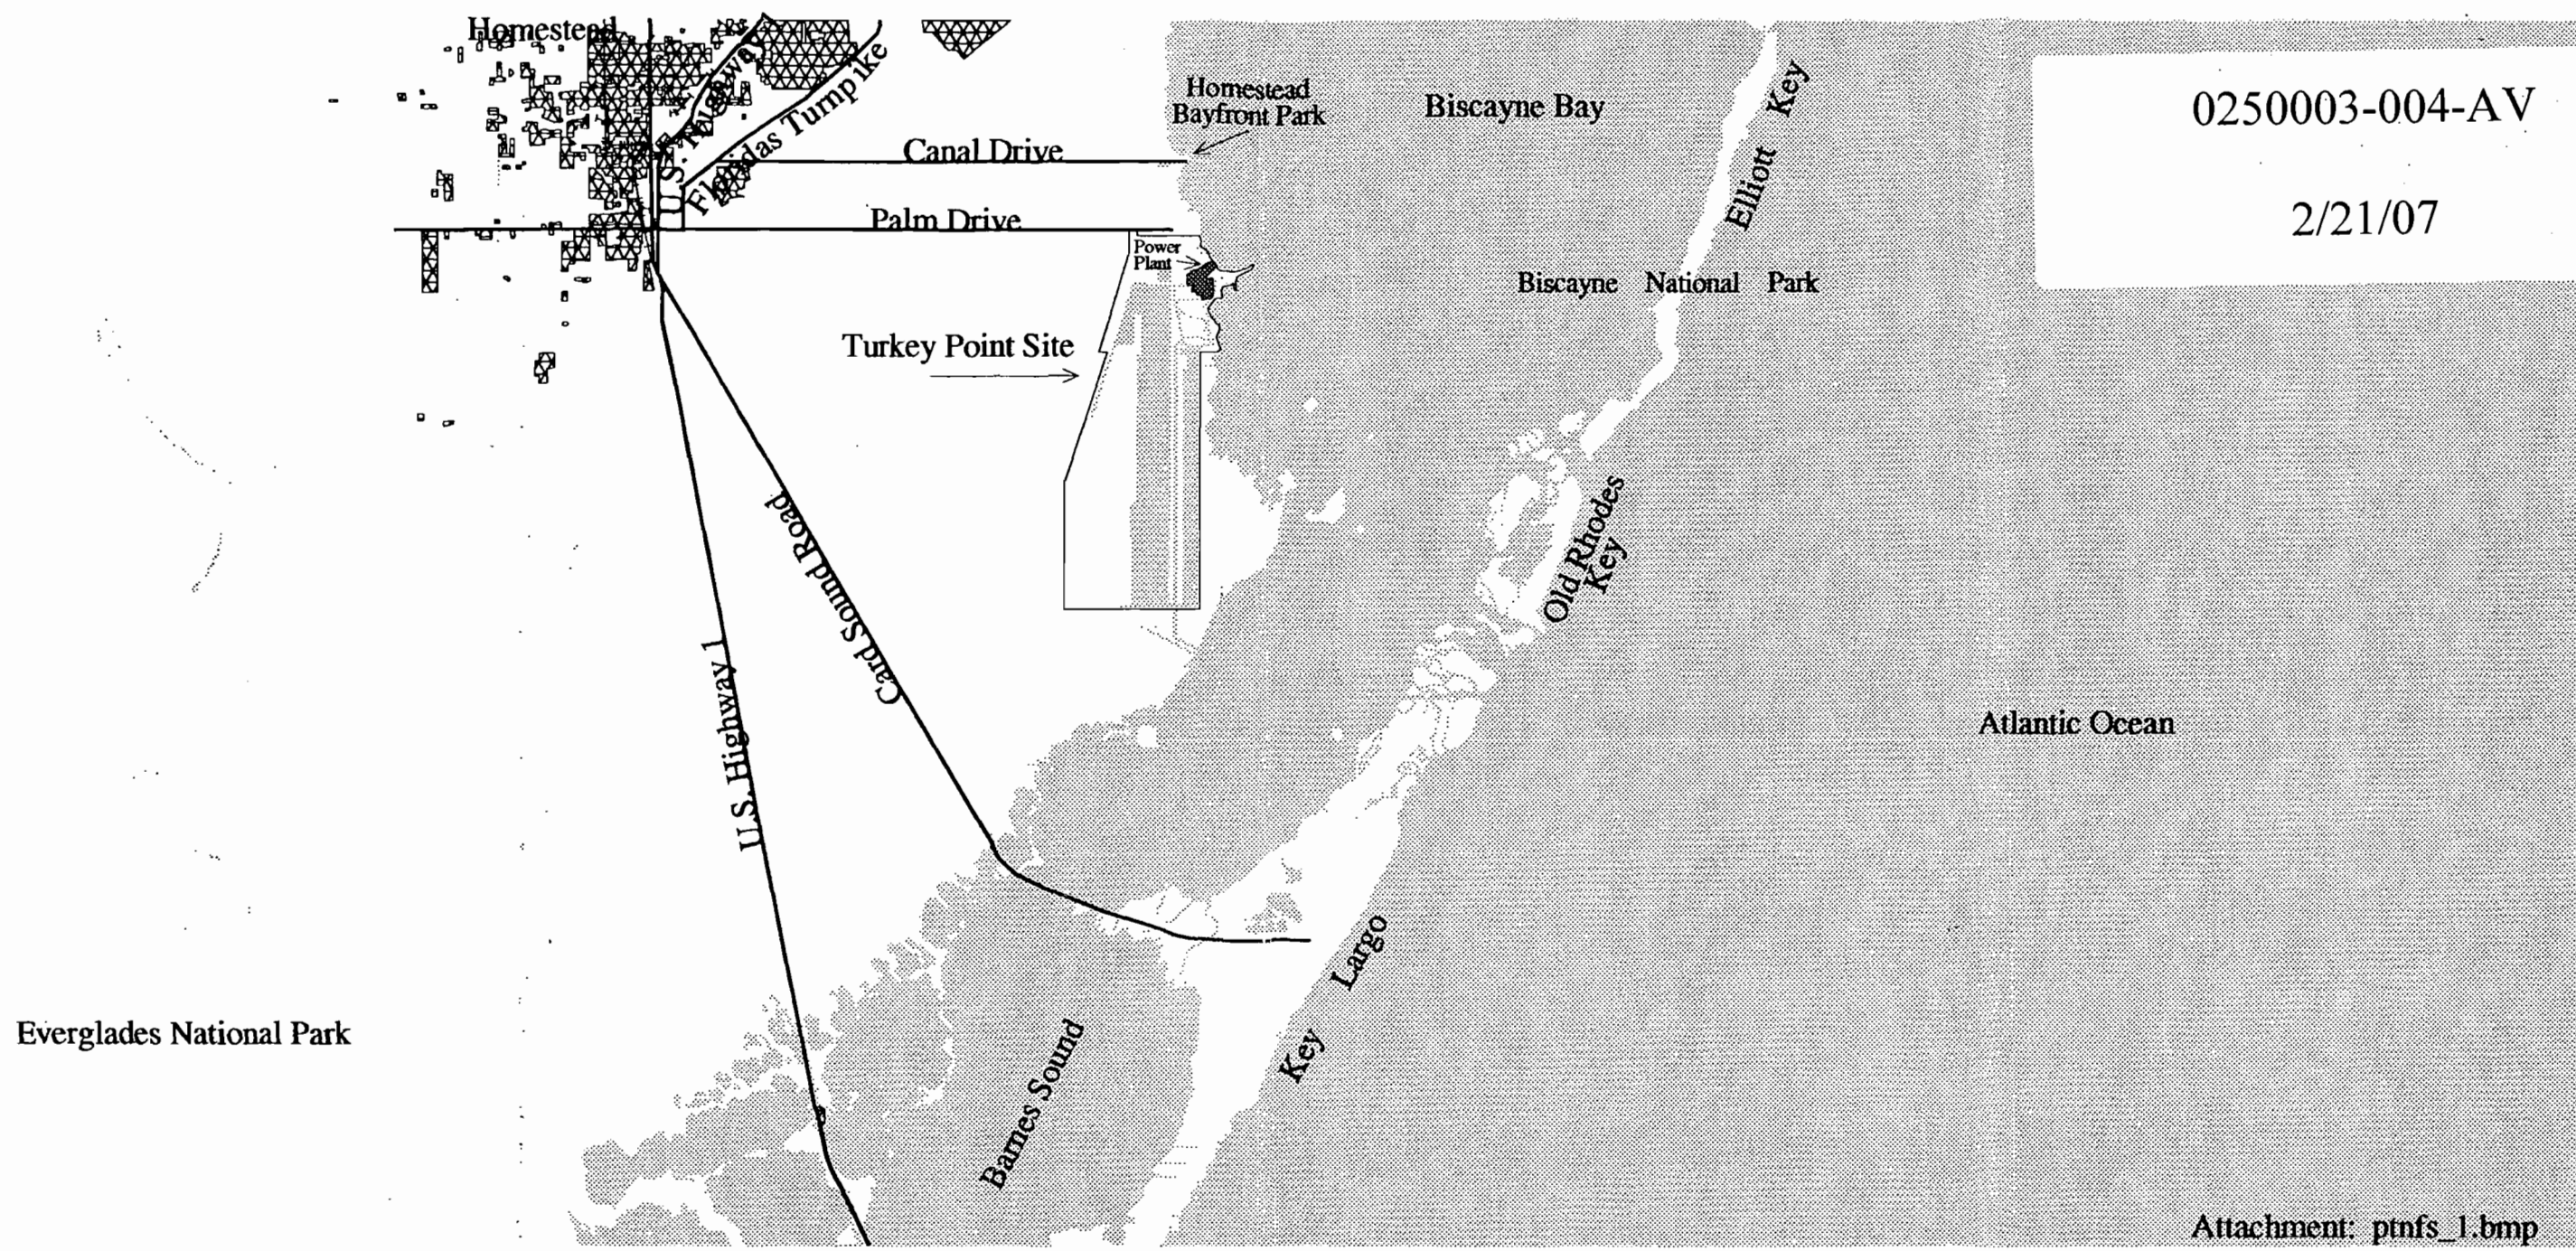 Homestead
U.S. Highway 1
Floridas Turnpike
Homestead
Bayfront Park
Biscayne Bay
Elliott Key
0250003-004-AV
2/21/07
Canal Drive
Palm Drive
Power
Plant
Biscayne National Park
Turkey Point Site
Card Sound Road
Old Rhodes
Key
U.S. Highway 1
Atlantic Ocean
Key Largo
Everglades National Park
Barnes Sound
Attachment: ptnfs_1.bmp